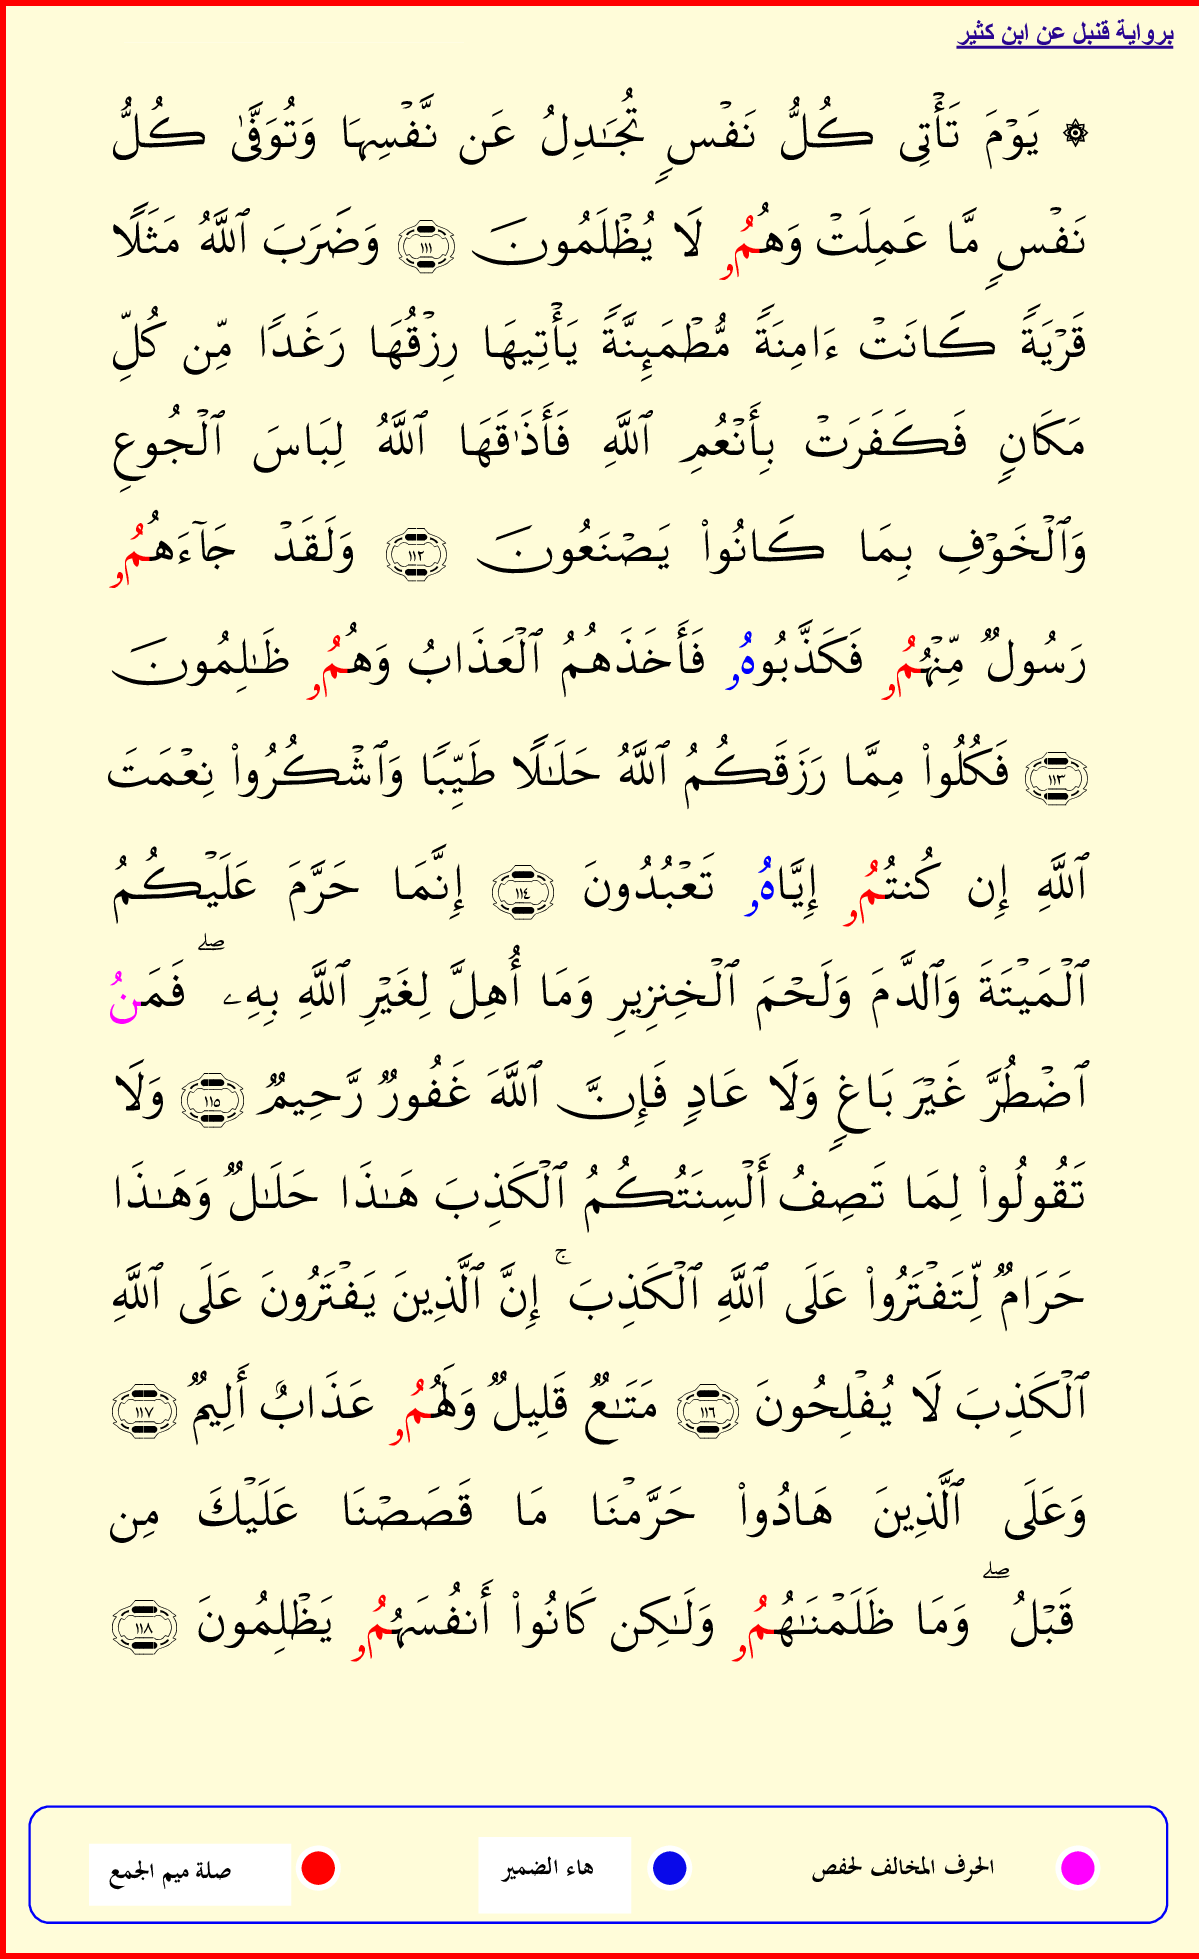 برواية قنبل عن ابن كثير
۞ يَوۡمَ تَأۡتِي كُلُّ نَفۡسٖ تُجَٰدِلُ عَن نَّفۡسِهَا وَتُوَفَّىٰ كُلُّ
نَفۡسٖ مَّا عَمِلَتۡ وَهُمُۥ لَا يُظۡلَمُونَ ١١١ وَضَرَبَ ٱللَّهُ مَثَلٗا
قَرۡيَةٗ كَانَتۡ ءَامِنَةٗ مُّطۡمَئِنَّةٗ يَأۡتِيهَا رِزۡقُهَا رَغَدٗا مِّن كُلِّ
مَكَانٖ فَكَفَرَتۡ بِأَنۡعُمِ ٱللَّهِ فَأَذَٰقَهَا ٱللَّهُ لِبَاسَ ٱلۡجُوعِ
وَٱلۡخَوۡفِ بِمَا كَانُواْ يَصۡنَعُونَ ١١٢ وَلَقَدۡ جَآءَهُمُۥ
رَسُولٞ مِّنۡهُمُۥ فَكَذَّبُوهُۥ فَأَخَذَهُمُ ٱلۡعَذَابُ وَهُمُۥ ظَٰلِمُونَ
١١٣ فَكُلُواْ مِمَّا رَزَقَكُمُ ٱللَّهُ حَلَٰلٗا طَيِّبٗا وَٱشۡكُرُواْ نِعۡمَتَ
ٱللَّهِ إِن كُنتُمُۥ إِيَّاهُۥ تَعۡبُدُونَ ١١٤ إِنَّمَا حَرَّمَ عَلَيۡكُمُ
ٱلۡمَيۡتَةَ وَٱلدَّمَ وَلَحۡمَ ٱلۡخِنزِيرِ وَمَا أُهِلَّ لِغَيۡرِ ٱللَّهِ بِهِۦۖ فَمَنُ
ٱضۡطُرَّ غَيۡرَ بَاغٖ وَلَا عَادٖ فَإِنَّ ٱللَّهَ غَفُورٞ رَّحِيمٞ ١١٥ وَلَا
تَقُولُواْ لِمَا تَصِفُ أَلۡسِنَتُكُمُ ٱلۡكَذِبَ هَٰذَا حَلَٰلٞ وَهَٰذَا
حَرَامٞ لِّتَفۡتَرُواْ عَلَى ٱللَّهِ ٱلۡكَذِبَۚ إِنَّ ٱلَّذِينَ يَفۡتَرُونَ عَلَى ٱللَّهِ
ٱلۡكَذِبَ لَا يُفۡلِحُونَ ١١٦ مَتَٰعٞ قَلِيلٞ وَلَهُمُۥ عَذَابٌ أَلِيمٞ ١١٧
وَعَلَى ٱلَّذِينَ هَادُواْ حَرَّمۡنَا مَا قَصَصۡنَا عَلَيۡكَ مِن
قَبۡلُۖ وَمَا ظَلَمۡنَٰهُمُۥ وَلَٰكِن كَانُواْ أَنفُسَهُمُۥ يَظۡلِمُونَ ١١٨
الحرف المخالف لحفص هاء الضمير صلة ميم الجمع